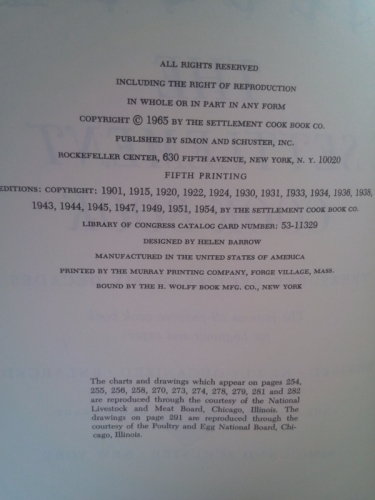 ALL RIGHTS RESERVED
INCLUDING THE RIGHT OF REPRODUCTION
IN WHOLE OR IN PART IN ANY FORM
COPYRIGHT © 1965 BY THE SETTLEMENT COOK BOOK CO.
PUBLISHED BY SIMON AND SCHUSTER, INC.
ROCKEFELLER CENTER, 630 FIFTH AVENUE, NEW YORK, N. Y. 10020
FIFTH PRINTING
EDITIONS: COPYRIGHT: 1901, 1915, 1920, 1922, 1924, 1930, 1931, 1933, 1934, 1936, 1938,
1943, 1944, 1945, 1947, 1949, 1951, 1954, BY THE SETTLEMENT COOK BOOK CO.
LIBRARY OF CONGRESS CATALOG CARD NUMBER: 53-11329
DESIGNED BY HELEN BARROW
MANUFACTURED IN THE UNITED STATES OF AMERICA
PRINTED BY THE MURRAY PRINTING COMPANY, FORGE VILLAGE, MASS.
BOUND BY THE H. WOLFF BOOK MFG. CO., NEW YORK
The charts and drawings which appear on pages 254,
255, 256, 258, 270, 273, 274, 278, 279, 281 and 282
are reproduced through the courtesy of the National
Livestock and Meat Board, Chicago, Illinois. The
drawings on page 291 are reproduced through the
courtesy of the Poultry and Egg National Board, Chi-
cago, Illinois.